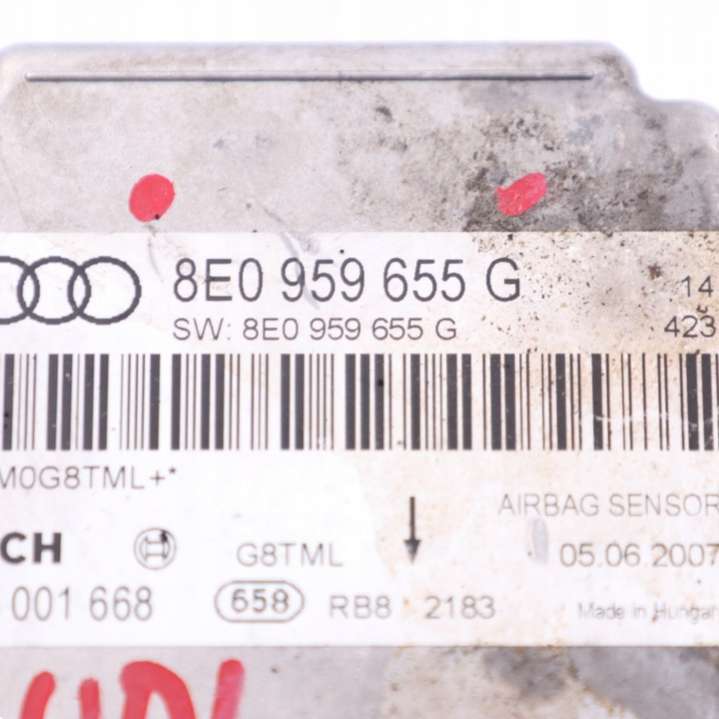 8E0 959 655 G 14
SW: 8E0 959 655 G 423
M0G8TML+*
AIRBAG SENSOR
CH G8TML 05.06.2007
001 668 658 RB8 2183 Made in Hungar